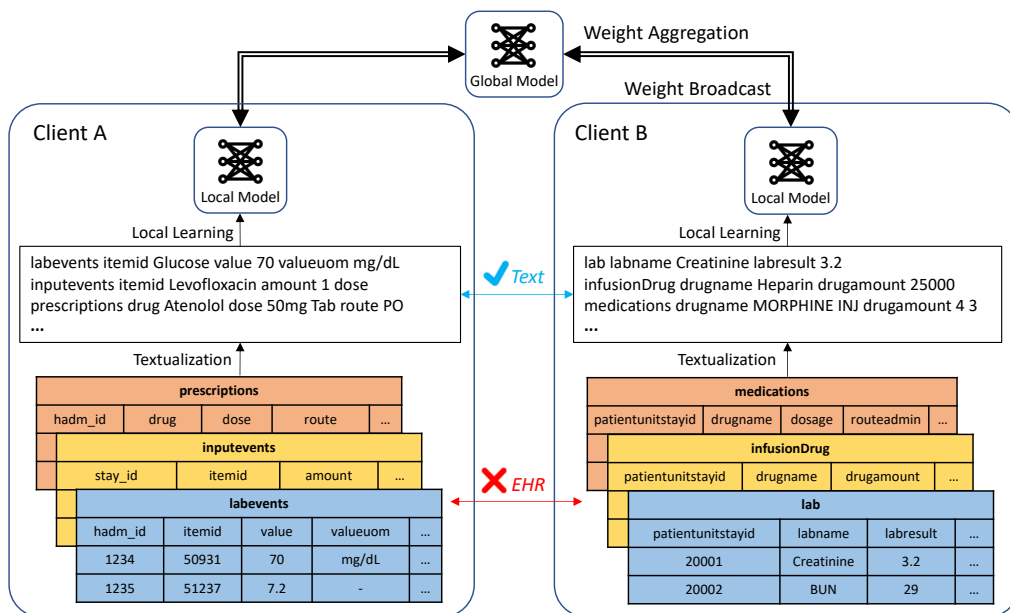 Weight Aggregation
Global Model
Weight Broadcast
Client A
Local Model
Local Learning
labevents itemid Glucose value 70 valueuom mg/dL
inputevents itemid Levofloxacin amount 1 dose
prescriptions drug Atenolol dose 50mg Tab route PO
...
Textualization
prescriptions
hadm_id drug dose route ...
inputevents
stay_id itemid amount ...
labevents
hadm_id itemid value valueuom ...
1234 50931 70 mg/dL ...
1235 51237 7.2 - ...
Text
EHR
Client B
Local Model
Local Learning
lab labname Creatinine labresult 3.2
infusionDrug drugname Heparin drugamount 25000
medications drugname MORPHINE INJ drugamount 4 3
...
Textualization
medications
patientunitstayid drugname dosage routeadmin ...
infusionDrug
patientunitstayid drugname drugamount ...
lab
patientunitstayid labname labresult ...
20001 Creatinine 3.2 ...
20002 BUN 29 ...